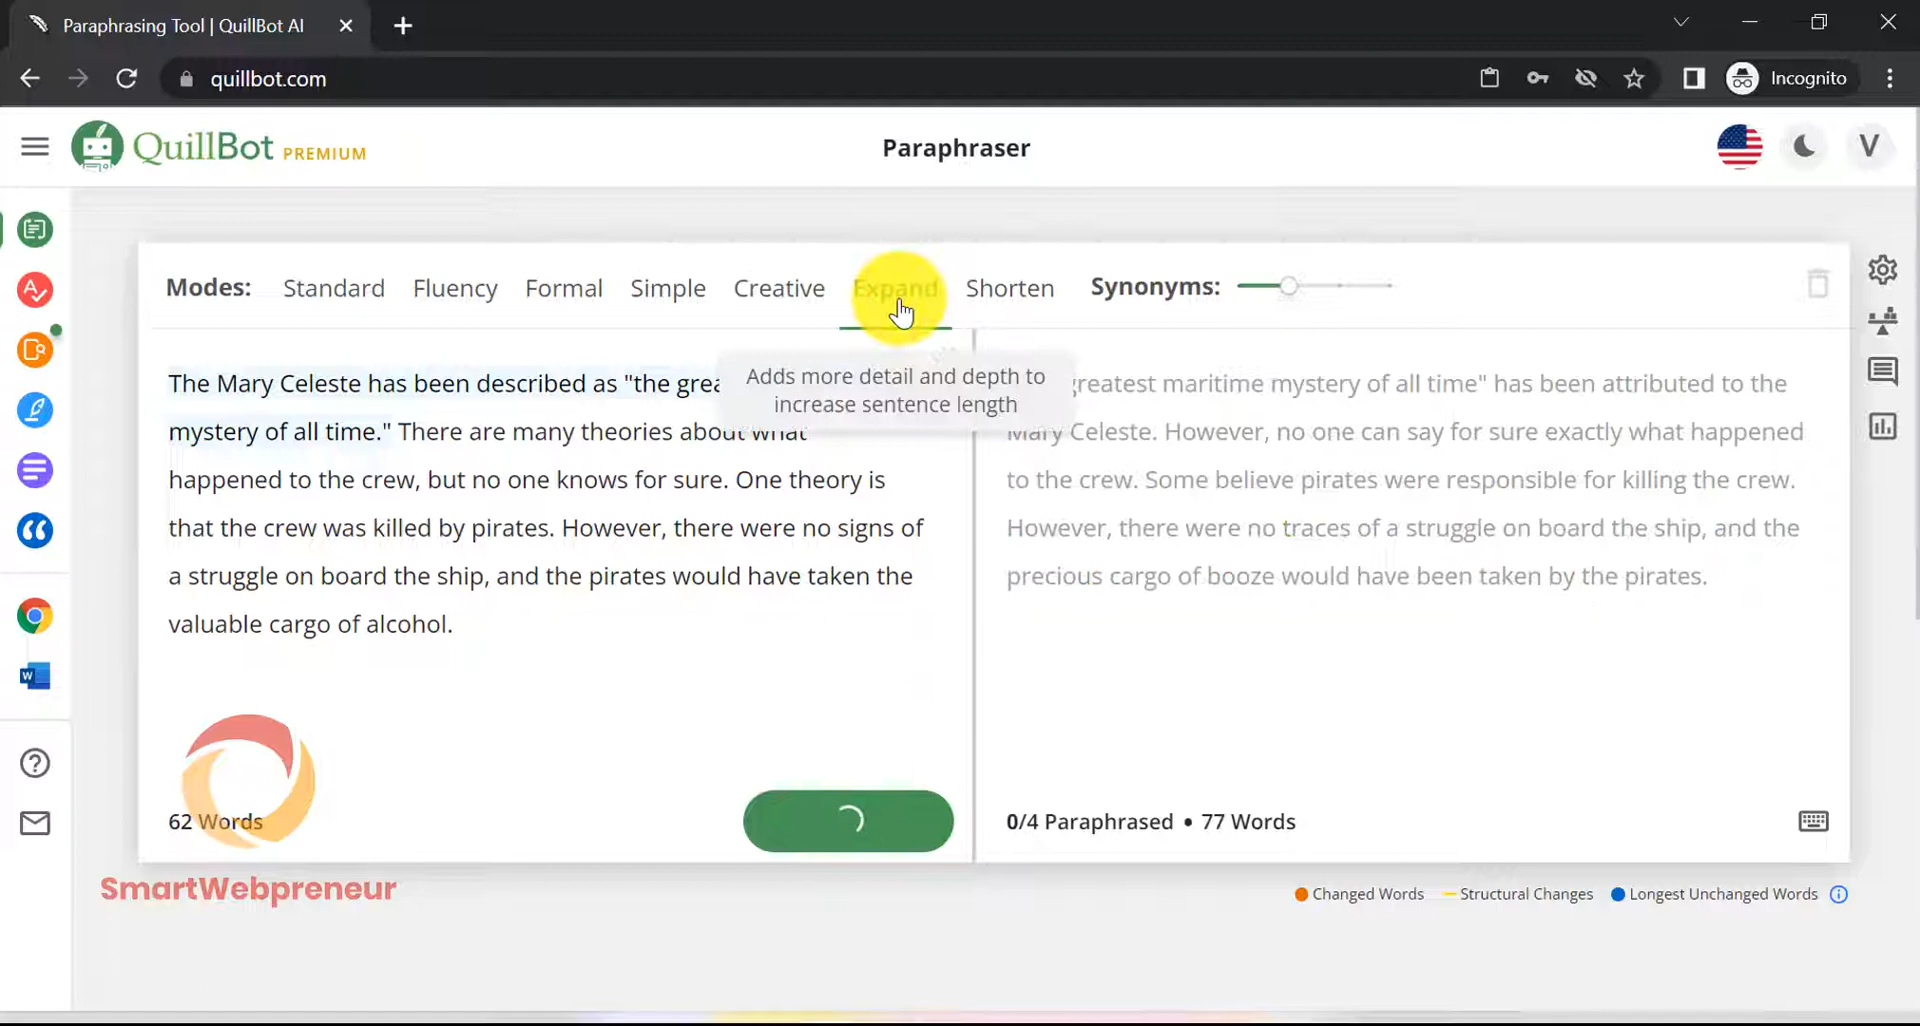 Paraphrasing Tool | QuillBot AI
quillbot.com
Incognito
QuillBot PREMIUM
Paraphraser
V
Modes: Standard Fluency Formal Simple Creative Expand Shorten Synonyms:
Adds more detail and depth to
increase sentence length
The Mary Celeste has been described as "the grea
mystery of all time." There are many theories about what
happened to the crew, but no one knows for sure. One theory is
that the crew was killed by pirates. However, there were no signs of
a struggle on board the ship, and the pirates would have taken the
valuable cargo of alcohol.
62 Words
greatest maritime mystery of all time" has been attributed to the
Mary Celeste. However, no one can say for sure exactly what happened
to the crew. Some believe pirates were responsible for killing the crew.
However, there were no traces of a struggle on board the ship, and the
precious cargo of booze would have been taken by the pirates.
0/4 Paraphrased • 77 Words
SmartWebpreneur
Changed Words Structural Changes Longest Unchanged Words